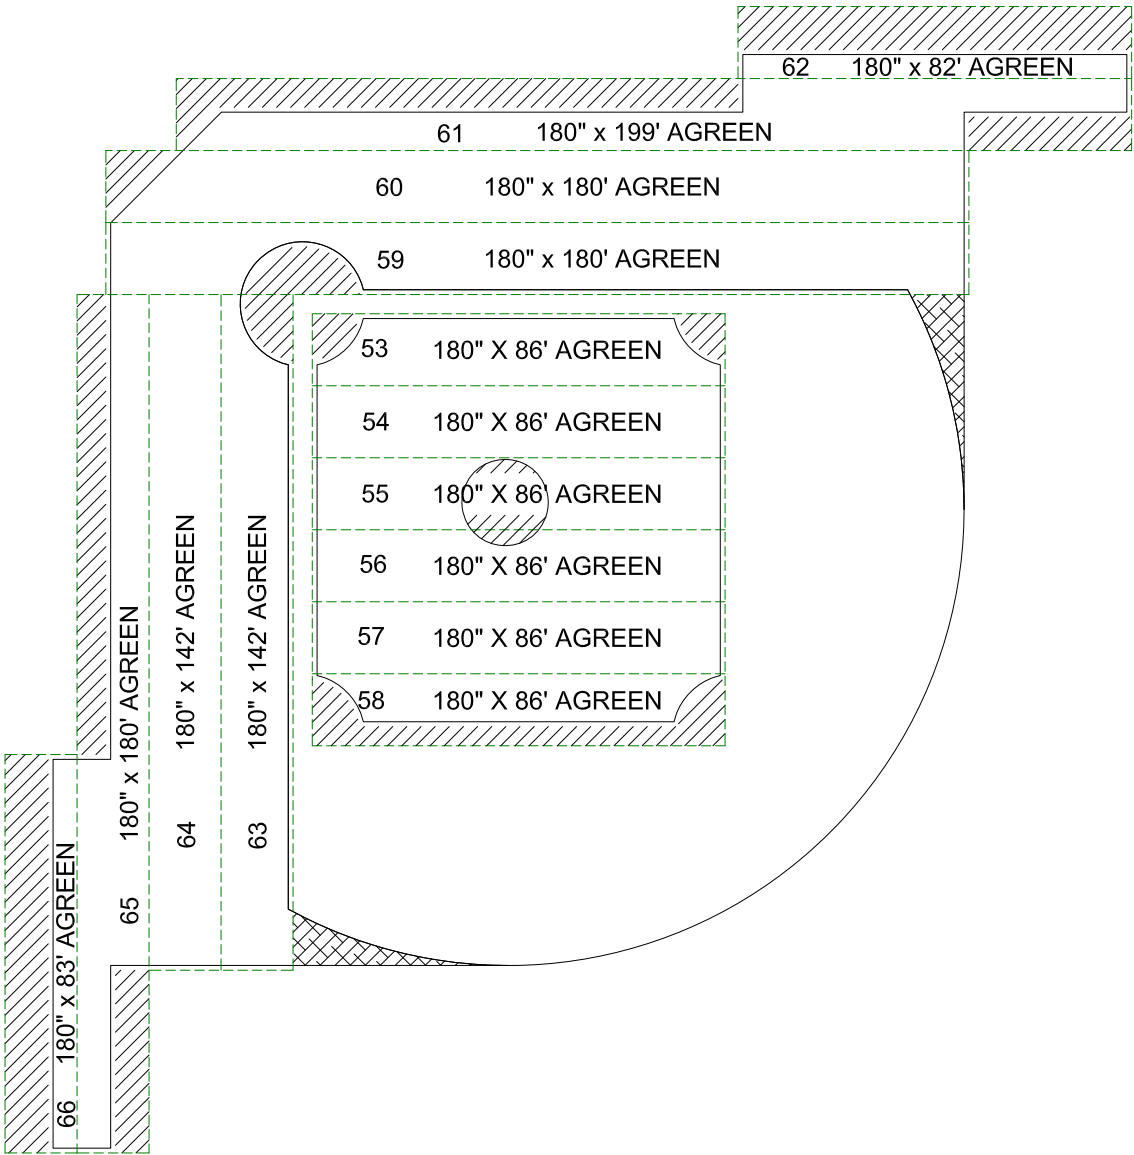 62 180" x 82' AGREEN
61 180" x 199' AGREEN
60 180" x 180' AGREEN
59 180" x 180' AGREEN
53 180" X 86' AGREEN
54 180" X 86' AGREEN
55 180" X 86' AGREEN
56 180" X 86' AGREEN
57 180" X 86' AGREEN
58 180" X 86' AGREEN
63 180" x 142' AGREEN
64 180" x 142' AGREEN
65 180" x 180' AGREEN
66 180" x 83' AGREEN